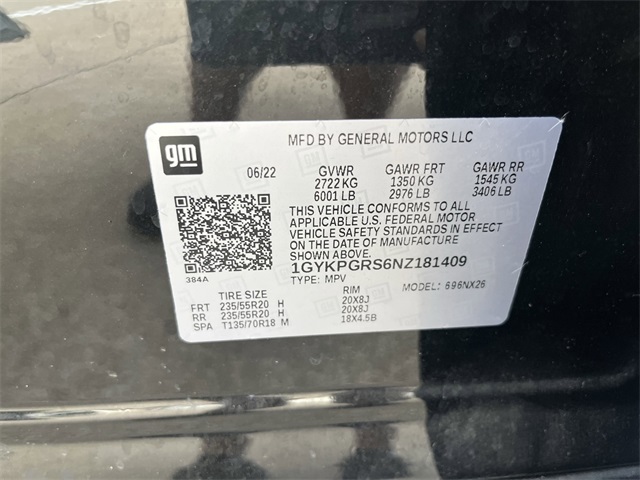 gm
MFD BY GENERAL MOTORS LLC
06/22 GVWR GAWR FRT GAWR RR
2722 KG 1350 KG 1545 KG
6001 LB 2976 LB 3406 LB
THIS VEHICLE CONFORMS TO ALL
APPLICABLE U.S. FEDERAL MOTOR
VEHICLE SAFETY STANDARDS IN EFFECT
ON THE DATE OF MANUFACTURE
SHOWN ABOVE.
1GYKPGRS6NZ181409
384A TYPE: MPV MODEL: 696NX26
TIRE SIZE RIM
FRT 235/55R20 H 20X8J
RR 235/55R20 H 20X8J
SPA T135/70R18 M 18X4.5B